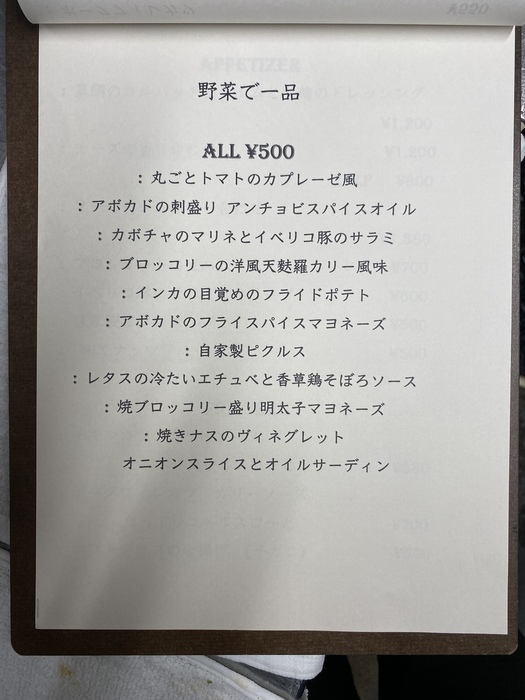 A220
APPETIZER
野菜で一品
¥1,200
ALL ¥500
¥1,200
：丸ごとトマトのカプレーゼ風
：アボカドの刺盛り アンチョビスパイスオイル
：カボチャのマリネとイベリコ豚のサラミ
：ブロッコリーの洋風天麩羅カリー風味
：インカの目覚めのフライドポテト
：アボカドのフライスパイスマヨネーズ
：自家製ピクルス
：レタスの冷たいエチュベと香草鶏そぼろソース
：焼ブロッコリー盛り明太子マヨネーズ
：焼きナスのヴィネグレット
オニオンスライスとオイルサーディン